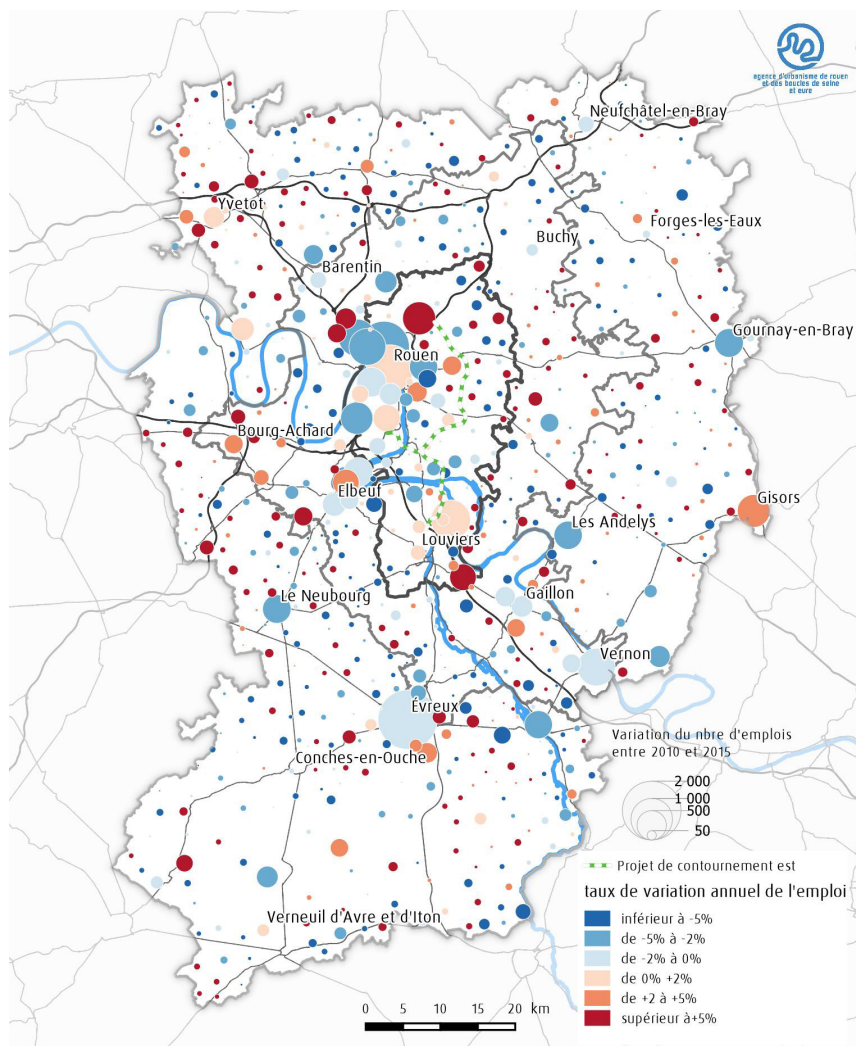 agence d'urbanisme de rouen
et des boucles de seine
et eure
Neufchâtel-en-Bray
Yvetot
Forges-les-Eaux
Buchy
Barentin
Gournay-en-Bray
Rouen
Bourg-Achard
Elbeuf
Gisors
Les Andelys
Louviers
Le Neubourg
Gaillon
Vernon
Évreux
Conches-en-Ouche
Verneuil d'Avre et d'Iton
Variation du nbre d'emplois
entre 2010 et 2015
2 000
1 000
500
50
Projet de contournement est
taux de variation annuel de l'emploi
inférieur à -5%
de -5% à -2%
de -2% à 0%
de 0% +2%
de +2 à +5%
supérieur à+5%
0 5 10 15 20 km